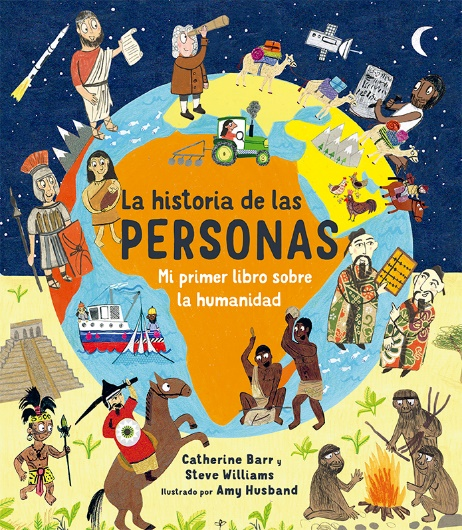 La historia de las
PERSONAS
Mi primer libro sobre
la humanidad
Catherine Barr y
Steve Williams
Ilustrado por Amy Husband